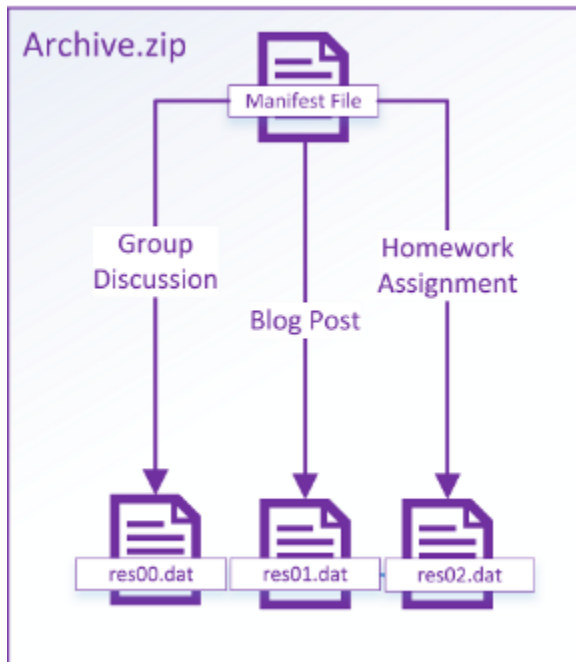 Archive.zip
Manifest File
Group
Discussion
Blog Post
Homework
Assignment
res00.dat
res01.dat
res02.dat